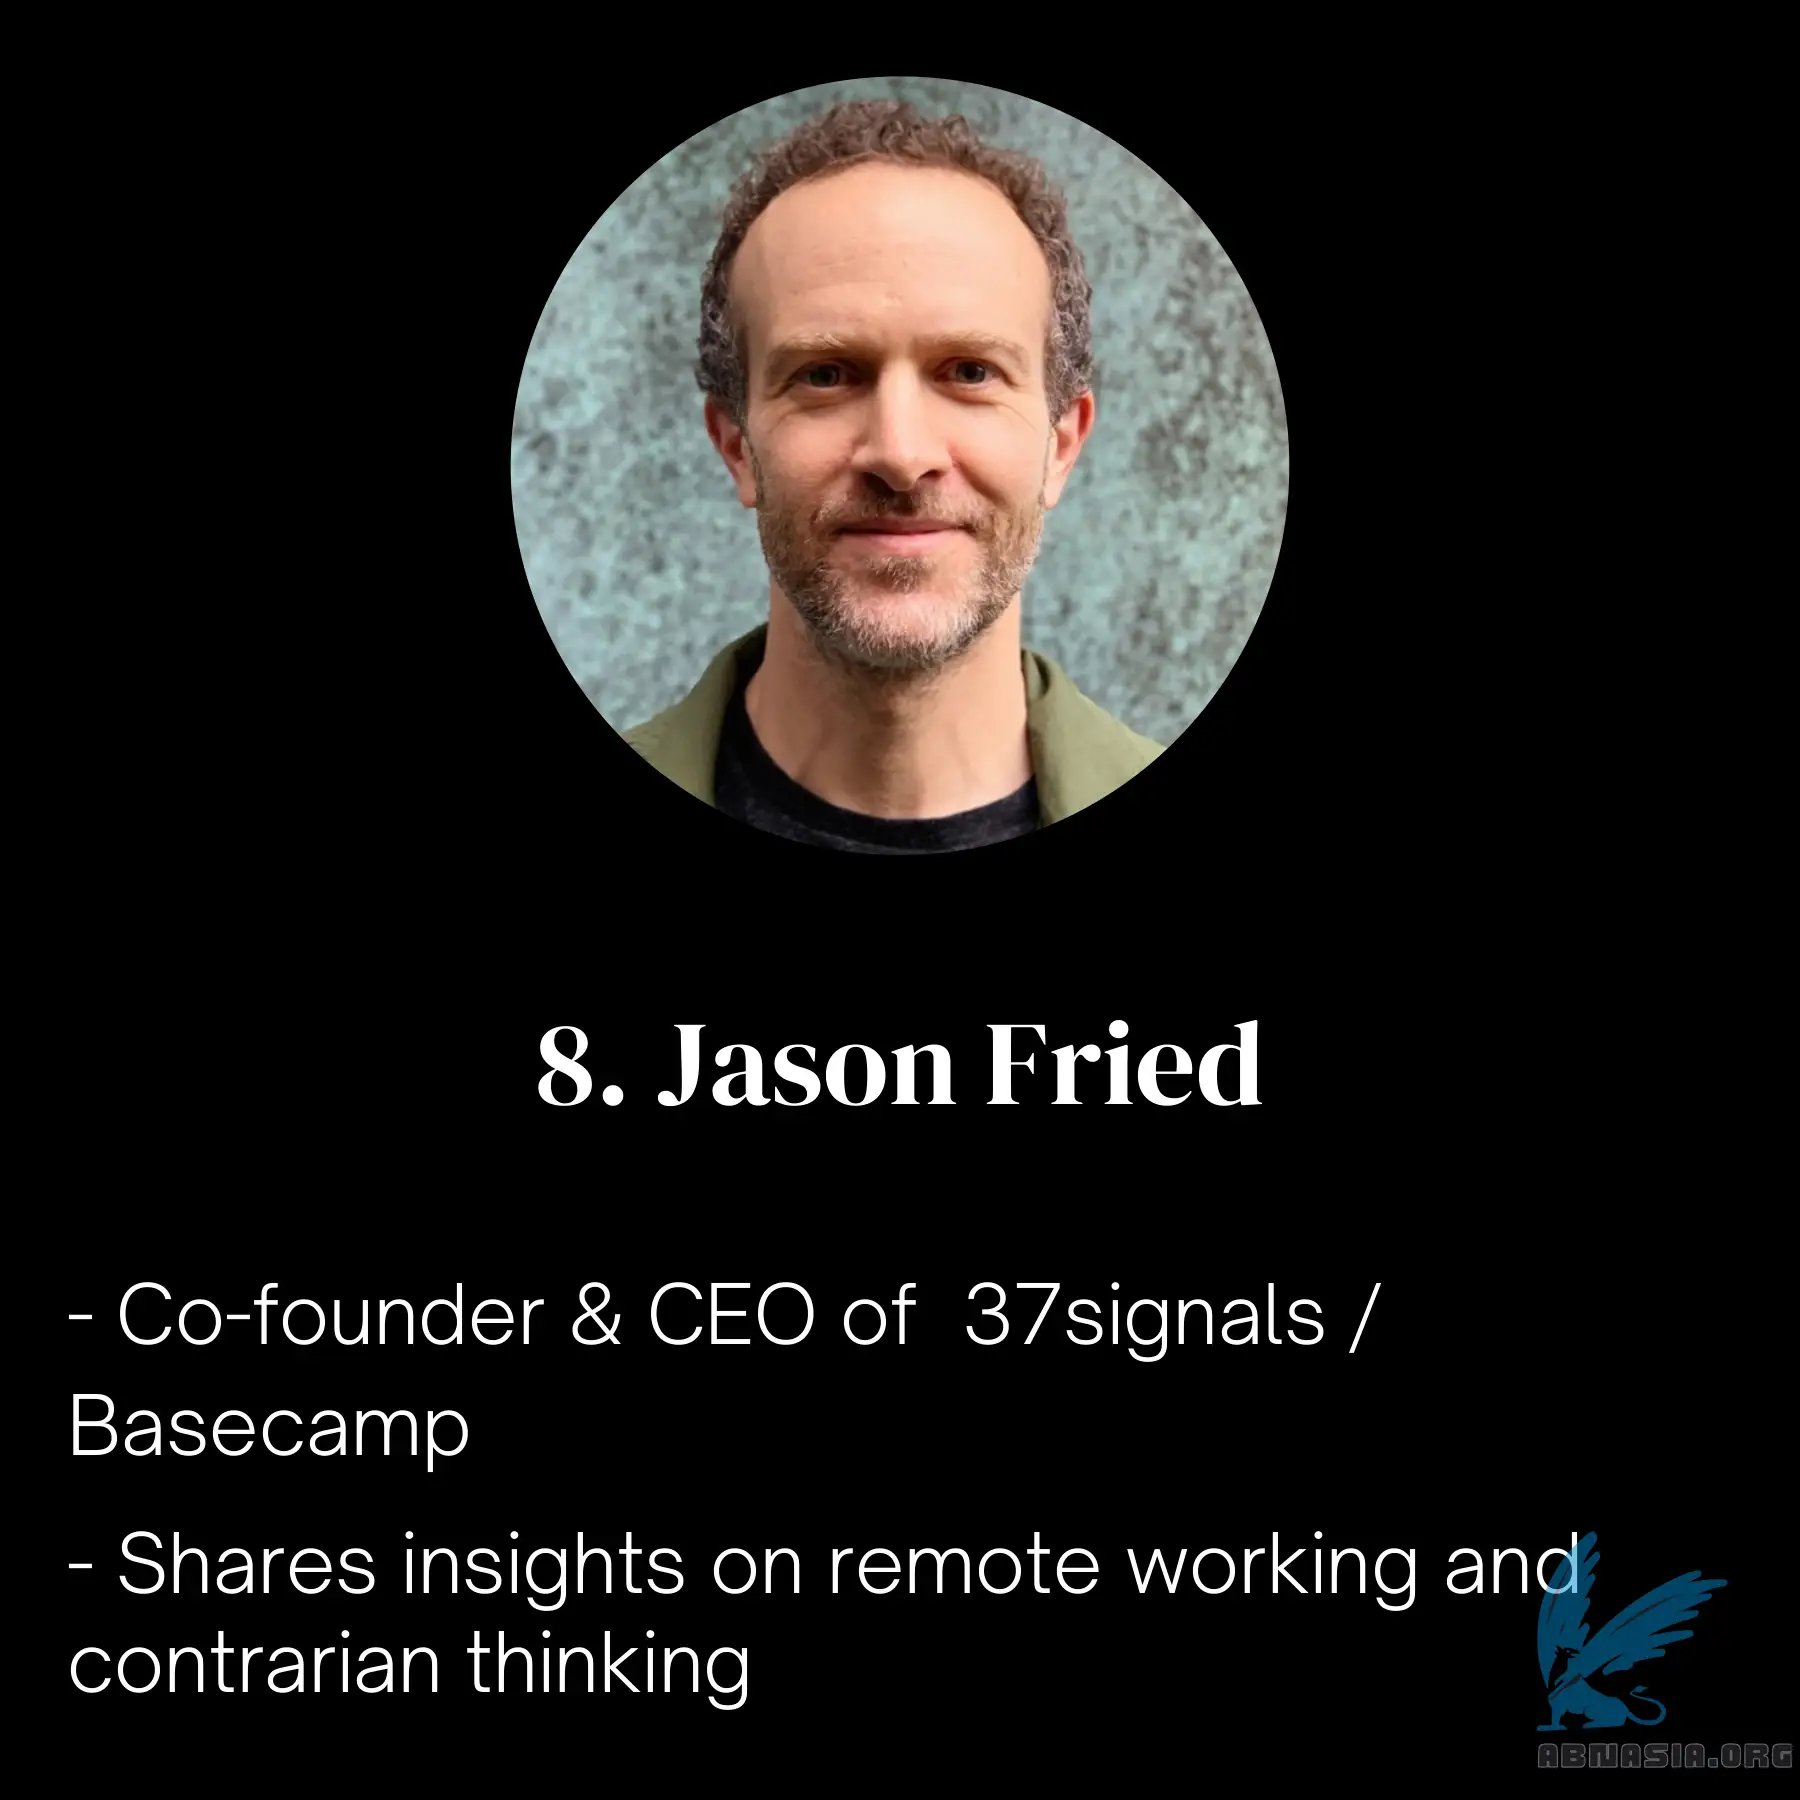 8. Jason Fried
- Co-founder & CEO of  37signals /
Basecamp
- Shares insights on remote working and
contrarian thinking
ABNASIA.ORG